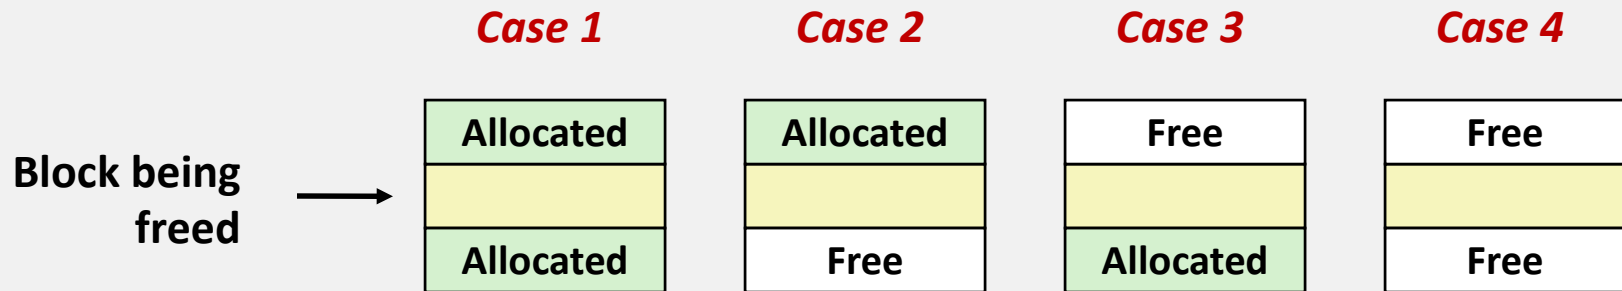 Case 1 Case 2 Case 3 Case 4
Allocated Allocated Free Free
Block being
freed
Allocated Free Allocated Free